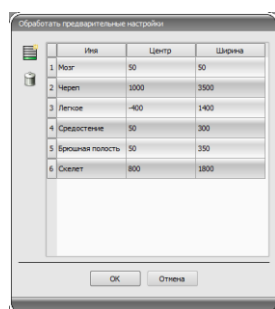 Обработать предварительные настройки
Имя Центр Ширина
1 Мозг 50 50
2 Череп 1000 3500
3 Легкое -400 1400
4 Средостение 50 300
5 Брюшная полость 50 350
6 Скелет 800 1800
OK Отмена